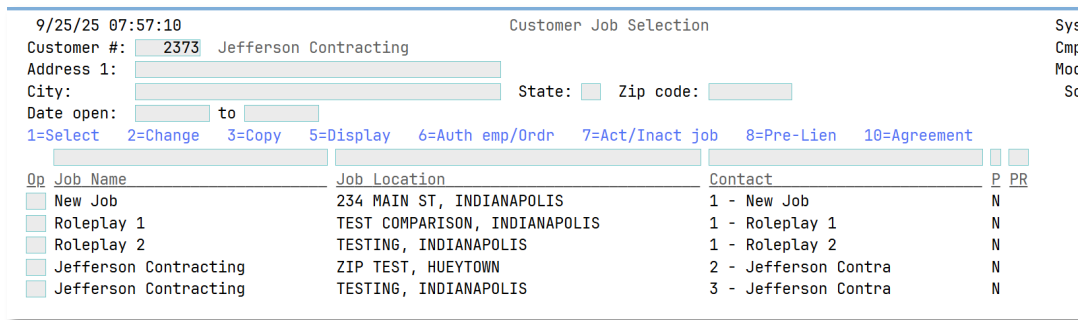 9/25/25 07:57:10 Customer Job Selection Sys
Customer #: 2373 Jefferson Contracting Cmp
Address 1: Mod
City: State: Zip code: Sc
Date open: to
1=Select 2=Change 3=Copy 5=Display 6=Auth emp/Ordr 7=Act/Inact job 8=Pre-Lien 10=Agreement
Op Job Name Job Location Contact P PR
New Job 234 MAIN ST, INDIANAPOLIS 1 - New Job N
Roleplay 1 TEST COMPARISON, INDIANAPOLIS 1 - Roleplay 1 N
Roleplay 2 TESTING, INDIANAPOLIS 1 - Roleplay 2 N
Jefferson Contracting ZIP TEST, HUEYTOWN 2 - Jefferson Contra N
Jefferson Contracting TESTING, INDIANAPOLIS 3 - Jefferson Contra N